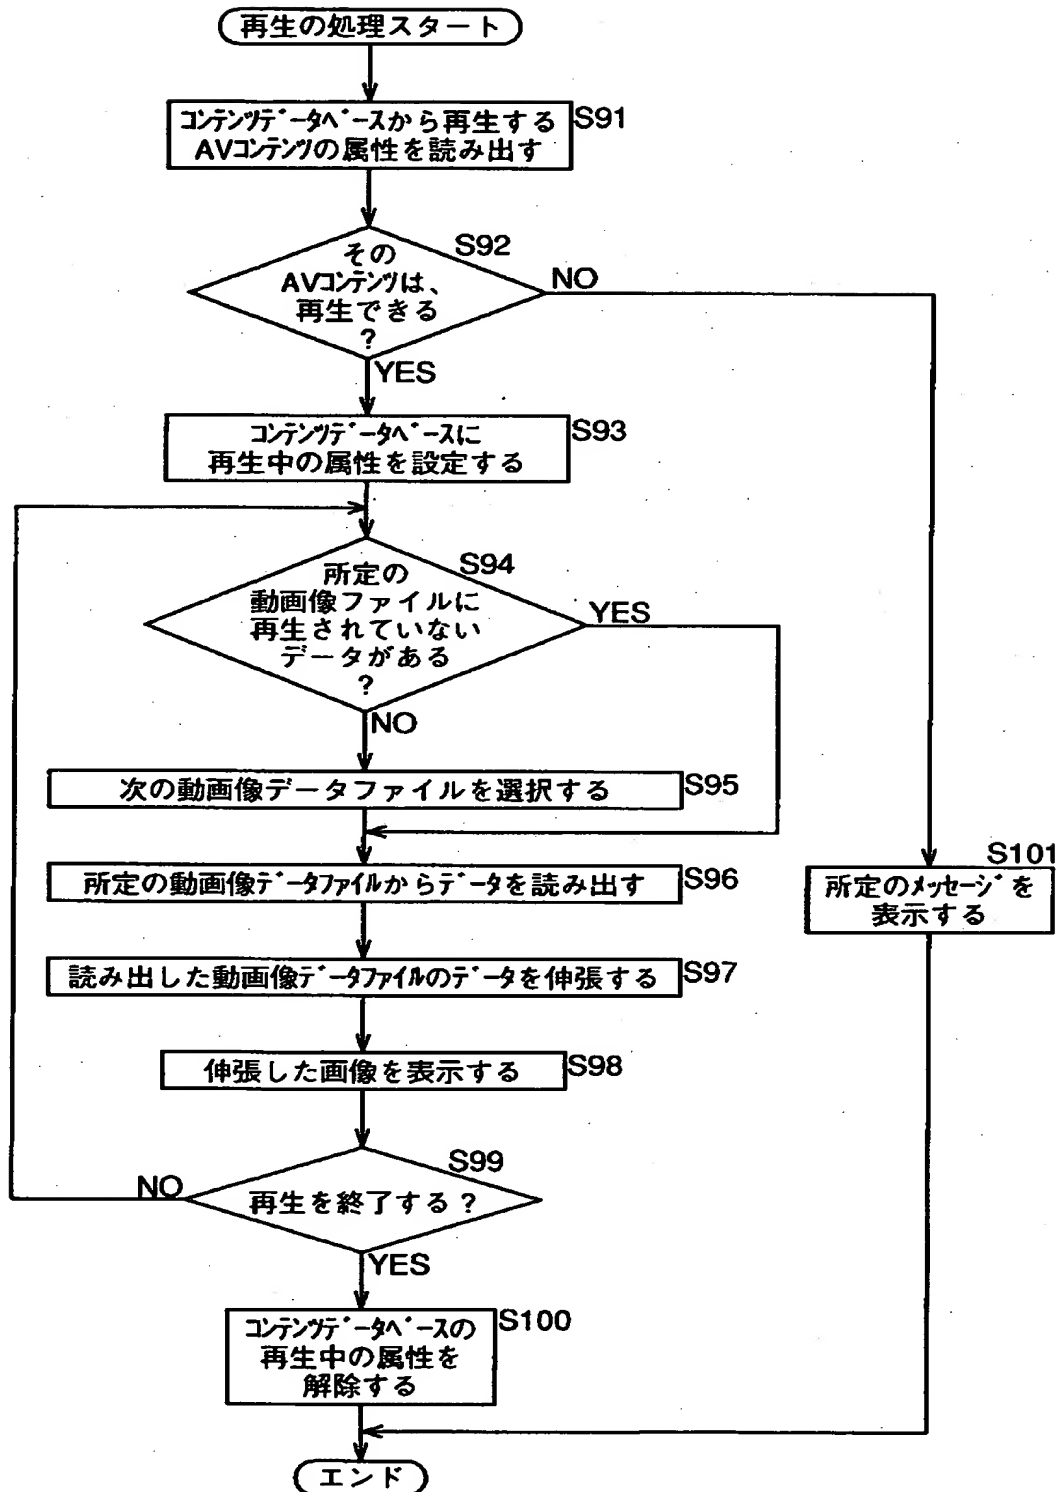 再生の処理スタート
コンテンツデータベースから再生する
AVコンテンツの属性を読み出す
S91
その
AVコンテンツは、
再生できる
?
S92
NO
YES
コンテンツデータベースに
再生中の属性を設定する
S93
所定の
動画像ファイルに
再生されていない
データがある
?
S94
YES
NO
次の動画像データファイルを選択する
S95
所定の動画像データファイルからデータを読み出す
S96
S101
所定のメッセージを
表示する
読み出した動画像データファイルのデータを伸張する
S97
伸張した画像を表示する
S98
再生を終了する?
S99
NO
YES
コンテンツデータベースの
再生中の属性を
解除する
S100
エンド